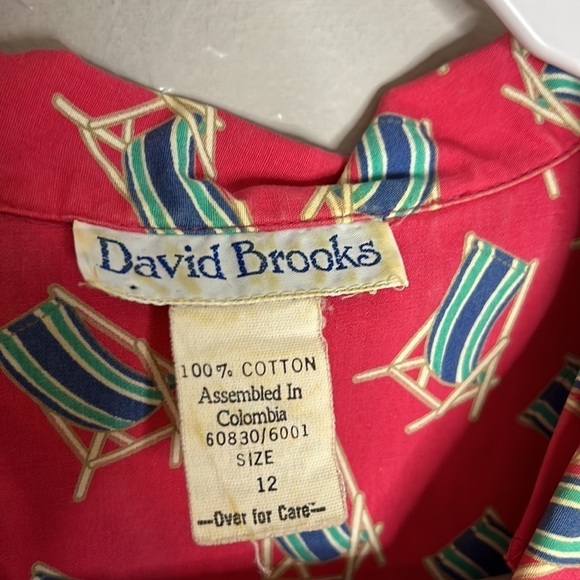 David Brooks
100% COTTON
Assembled In
Colombia
60830/6001
SIZE
12
—Over for Care—